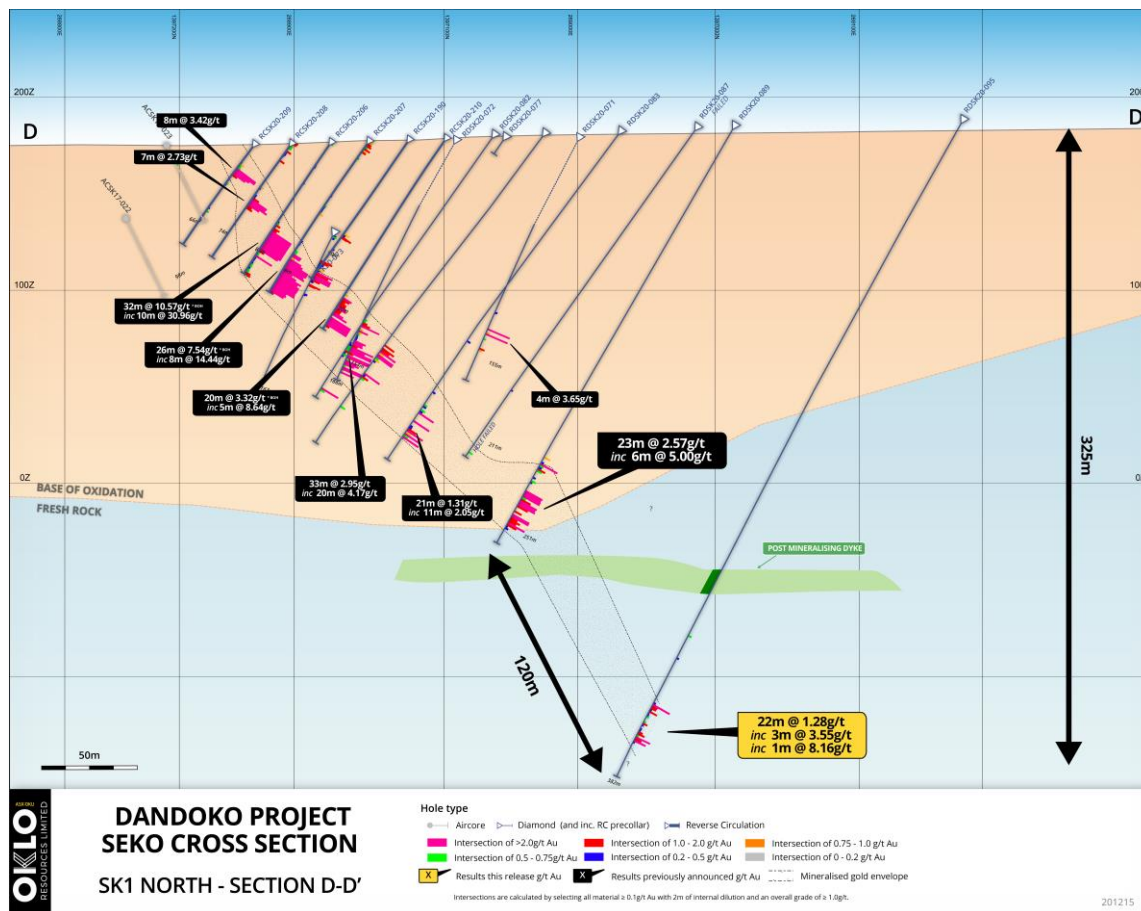 200Z
200
D
D
ACSK17-022
RCSK20-209
RCSK20-208
RCSK20-206
RCSK20-207
RCSK20-210
RDSK20-072
RDSK20-082
RDSK20-077
RDSK20-071
RDSK20-083
RDSK20-087
FAILED
RDSK20-089
RDSK20-095
8m @ 3.42g/t
7m @ 2.73g/t
100Z
32m @ 10.57g/t
inc 10m @ 30.96g/t
26m @ 7.54g/t
inc 8m @ 14.44g/t
20m @ 3.32g/t
inc 5m @ 8.64g/t
4m @ 3.65g/t
23m @ 2.57g/t
inc 6m @ 5.00g/t
325m
33m @ 2.95g/t
inc 20m @ 4.17g/t
21m @ 1.31g/t
inc 11m @ 2.05g/t
0Z
BASE OF OXIDATION
FRESH ROCK
?
251m
POST MINERALISING DYKE
120m
22m @ 1.28g/t
inc 3m @ 3.55g/t
inc 1m @ 8.16g/t
50m
382m
ASX OKU
OKLO
RESOURCES LIMITED
DANDOKO PROJECT
SEKO CROSS SECTION
SK1 NORTH - SECTION D-D'
Hole type
Aircore
Diamond (and inc. RC precollar)
Reverse Circulation
Intersection of >2.0g/t Au
Intersection of 1.0 - 2.0 g/t Au
Intersection of 0.75 - 1.0 g/t Au
Intersection of 0.5 - 0.75g/t Au
Intersection of 0.2 - 0.5g/t Au
Intersection of 0 - 0.2 g/t Au
X Results this release g/t Au
X Results previously announced g/t Au
Mineralised gold envelope
Intersections are calculated by selecting all material ≥ 0.1g/t Au with 2m of internal dilution and an overall grade of ≥ 1.0g/t.
201215